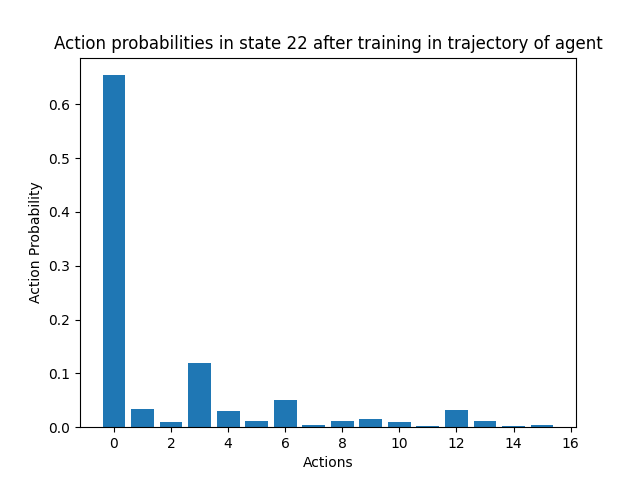 Action probabilities in state 22 after training in trajectory of agent
Action Probability
0.6
0.5
0.4
0.3
0.2
0.1
0.0
0 2 4 6 8 10 12 14 16
Actions